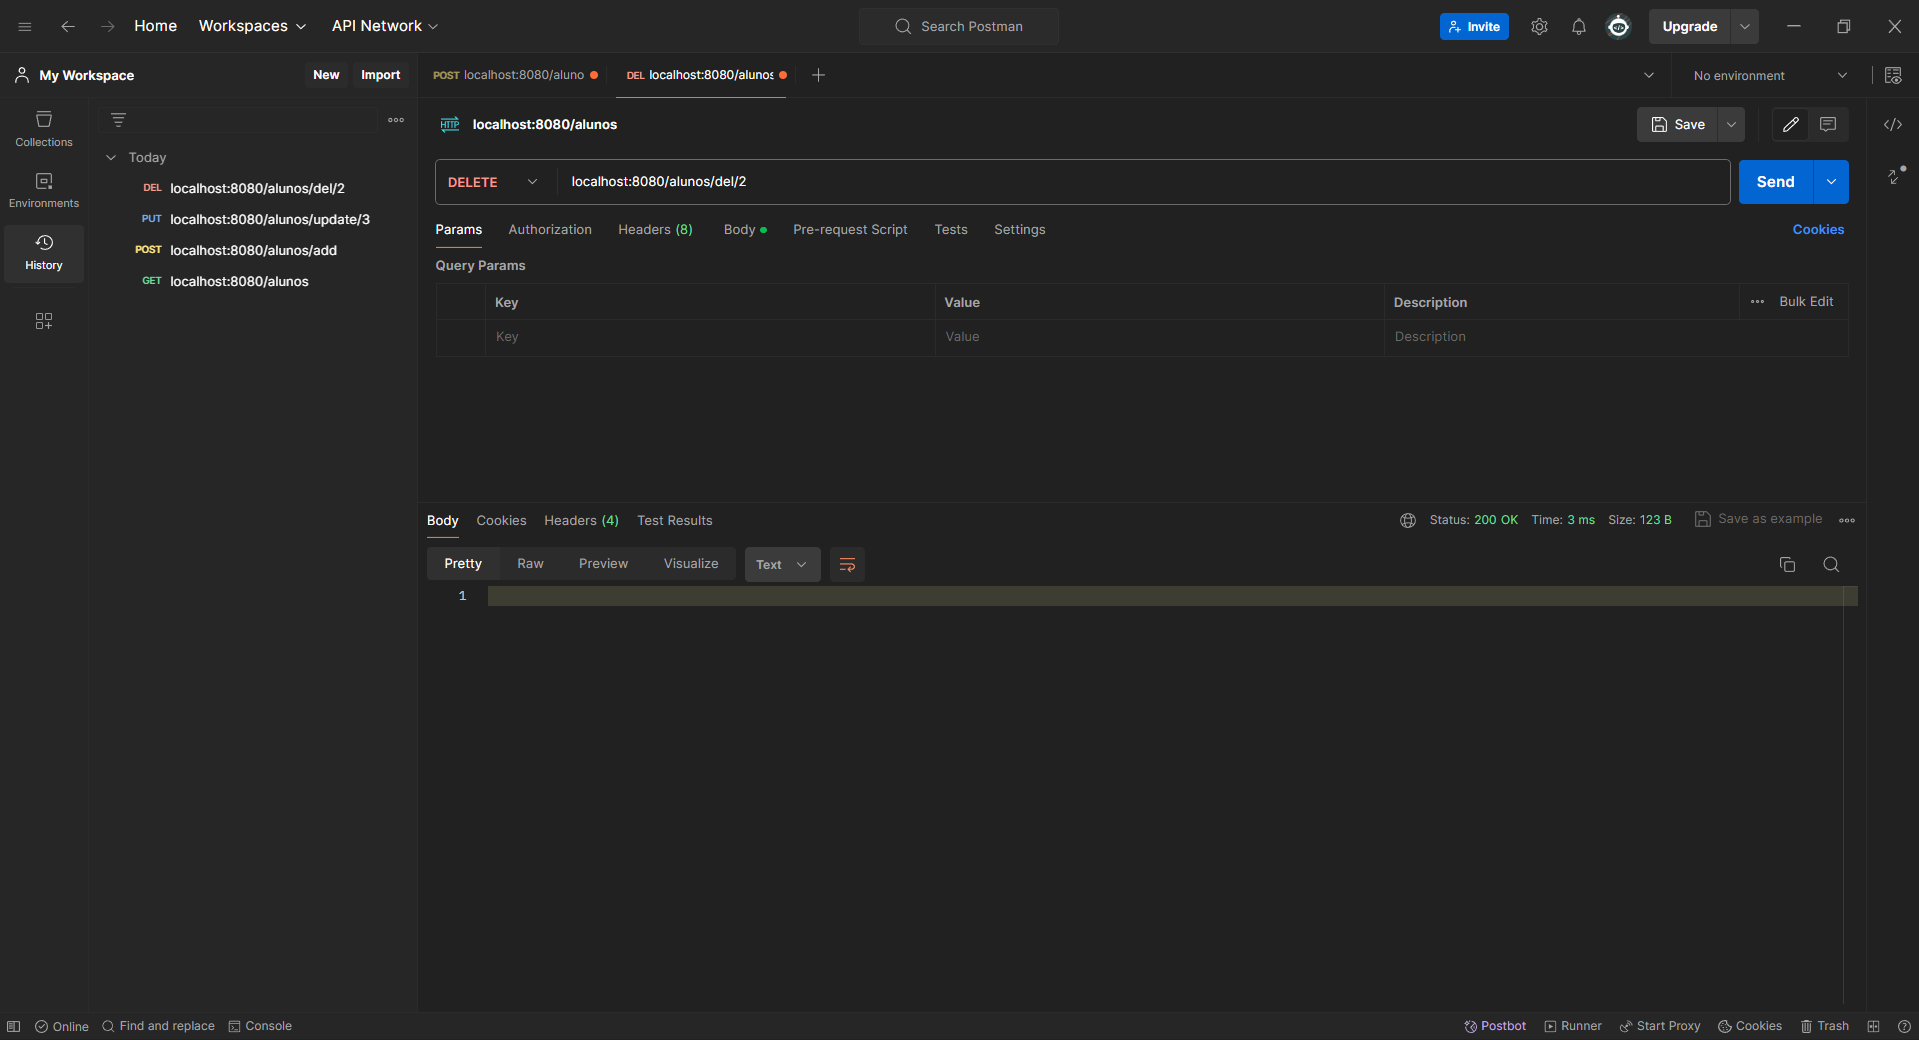 Home Workspaces API Network Search Postman Invite Upgrade
My Workspace New Import POST localhost:8080/aluno DEL localhost:8080/alunos No environment
Collections
Environments
History
Today
DEL localhost:8080/alunos/del/2
PUT localhost:8080/alunos/update/3
POST localhost:8080/alunos/add
GET localhost:8080/alunos
HTTP localhost:8080/alunos Save
DELETE localhost:8080/alunos/del/2 Send
Params Authorization Headers (8) Body Pre-request Script Tests Settings Cookies
Query Params
Key Value Description Bulk Edit
Key Value Description
Body Cookies Headers (4) Test Results Status: 200 OK Time: 3 ms Size: 123 B Save as example
Pretty Raw Preview Visualize Text
1
Online Find and replace Console Postbot Runner Start Proxy Cookies Trash